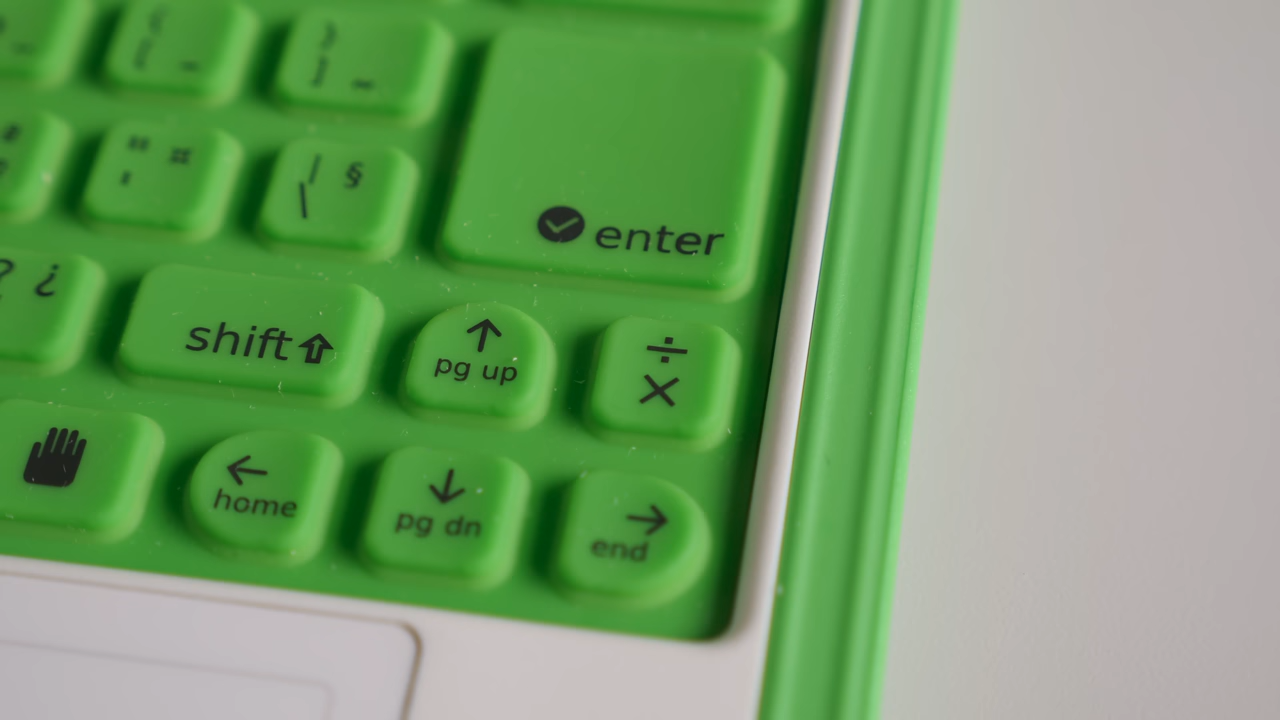 { _
[
} _
]
" ¤
'
| §
\
enter
? ¿
shift
↑
pg up
÷
×
←
home
↓
pg dn
→
end